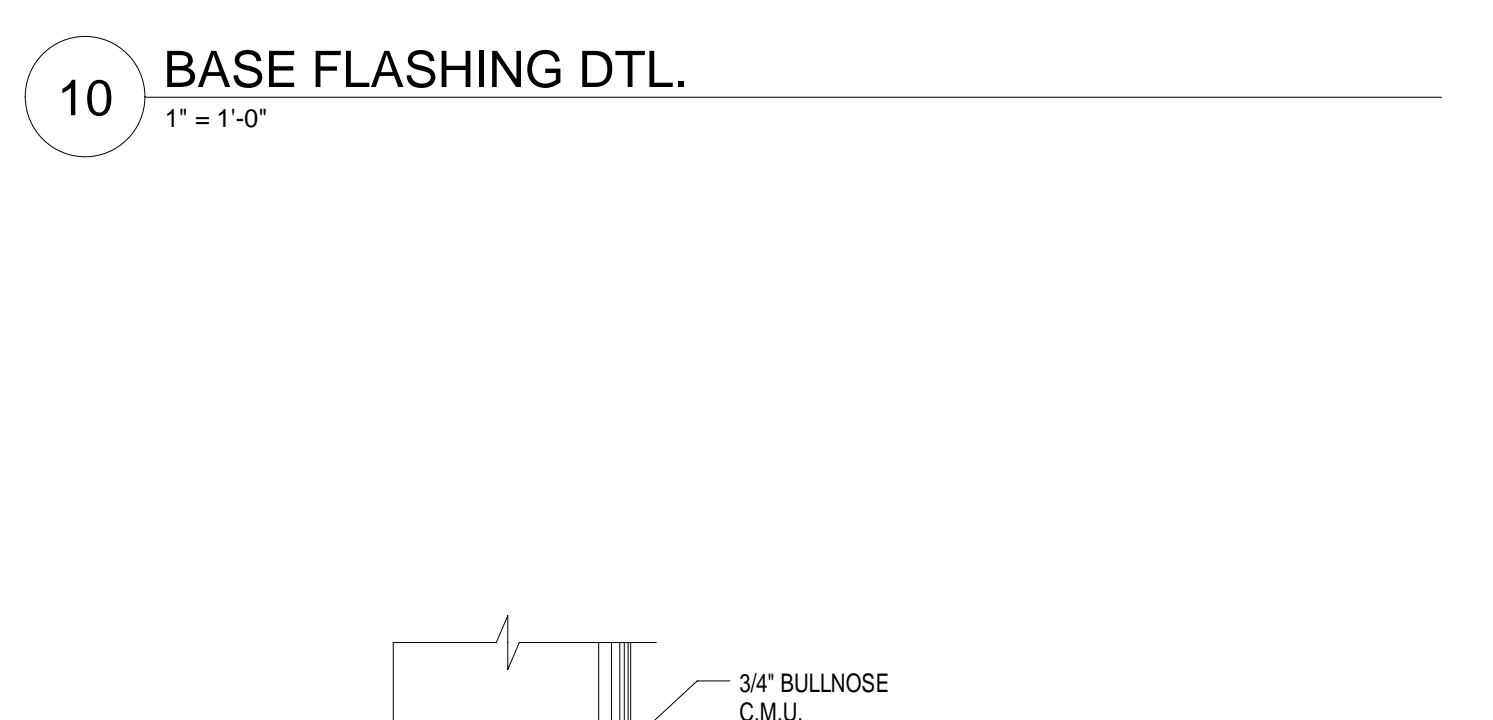 10
BASE FLASHING DTL.
1" = 1'-0"
3/4" BULLNOSE
C.M.U.